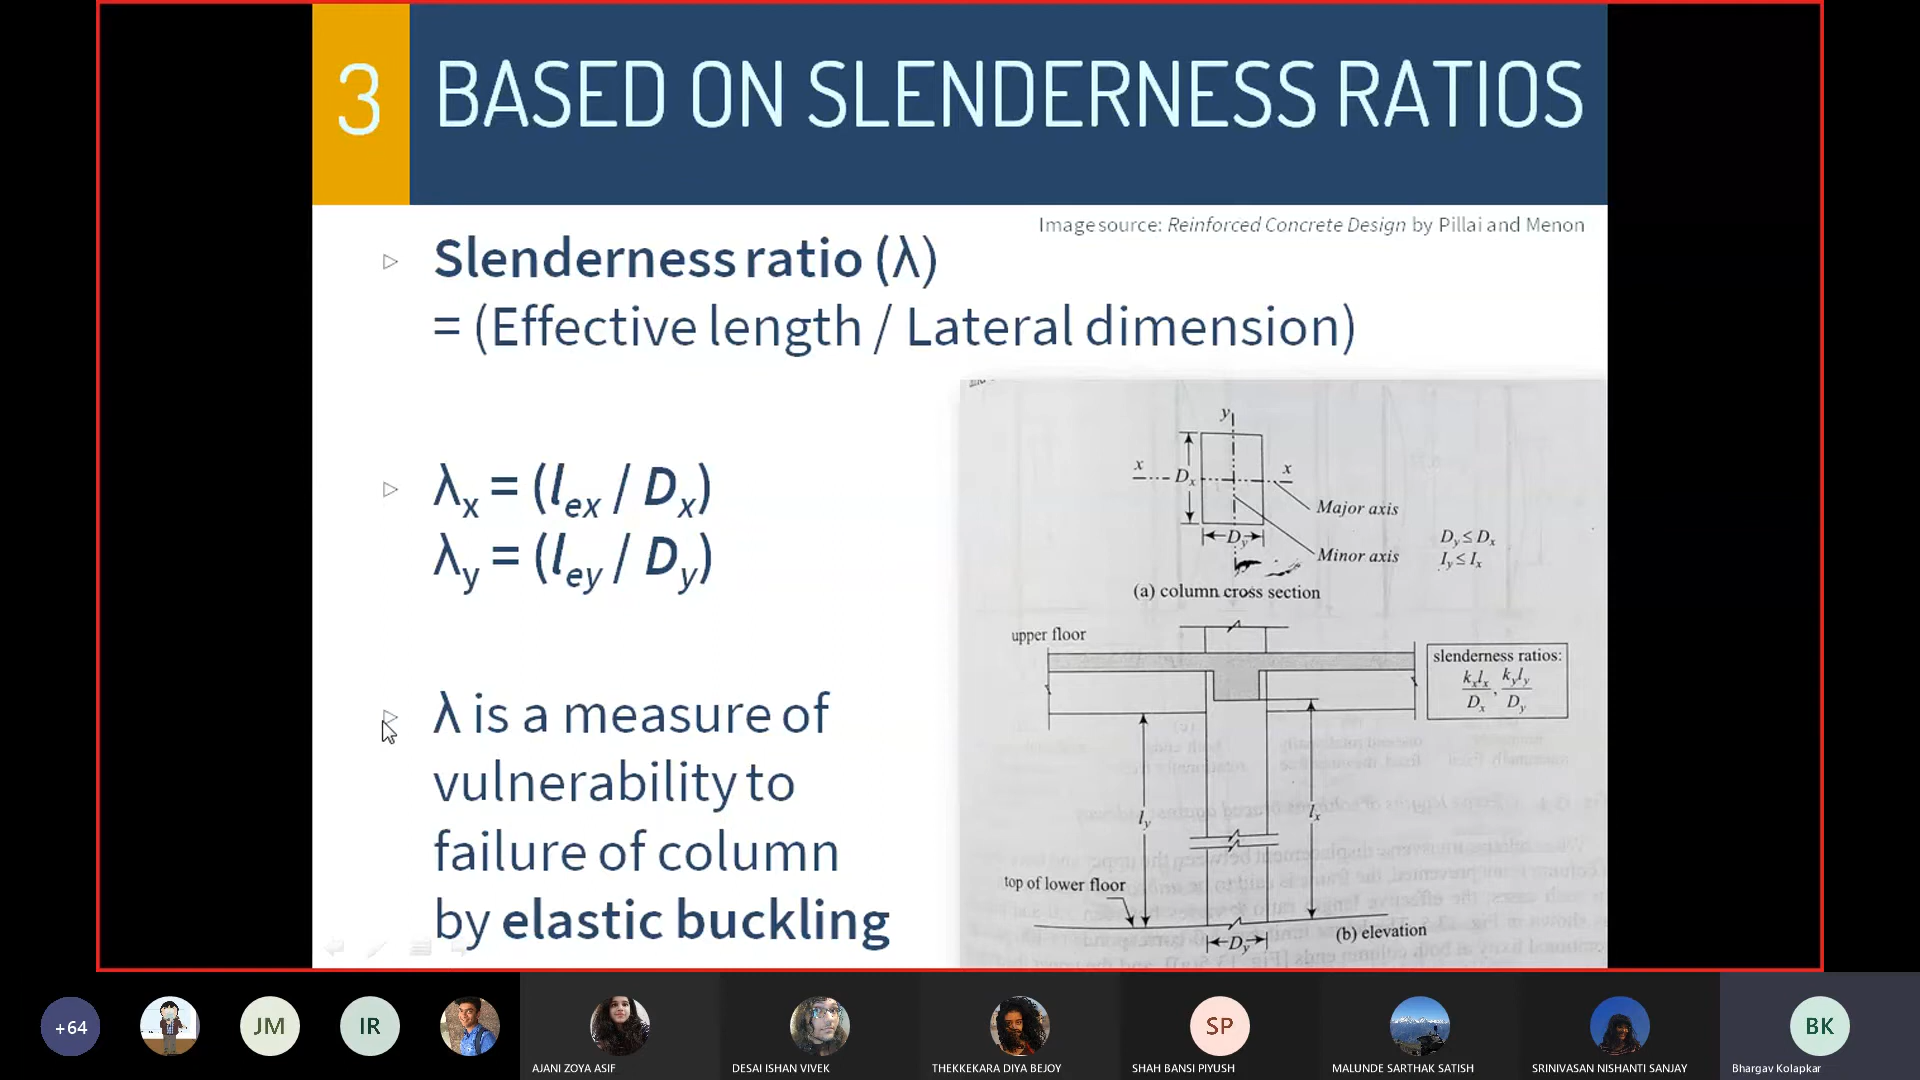 3
BASED ON SLENDERNESS RATIOS
Image source: Reinforced Concrete Design by Pillai and Menon
▷ Slenderness ratio (λ)
= (Effective length / Lateral dimension)
▷ λx = (lex / Dx)
λy = (ley / Dy)
▷ λ is a measure of
vulnerability to
failure of column
by elastic buckling
y
x
Dx
x
Major axis
Dy
Minor axis
Dy ≤ Dx
Iy ≤ Ix
(a) column cross section
upper floor
slenderness ratios:
kxlx / Dx, kyly / Dy
ly
lx
top of lower floor
Dy
(b) elevation
+64
JM
IR
SP
BK
AJANI ZOYA ASIF
DESAI ISHAN VIVEK
THEKKEKARA DIYA BEJOY
SHAH BANSI PIYUSH
MALUNDE SARTHAK SATISH
SRINIVASAN NISHANTI SANJAY
Bhargav Kolapkar